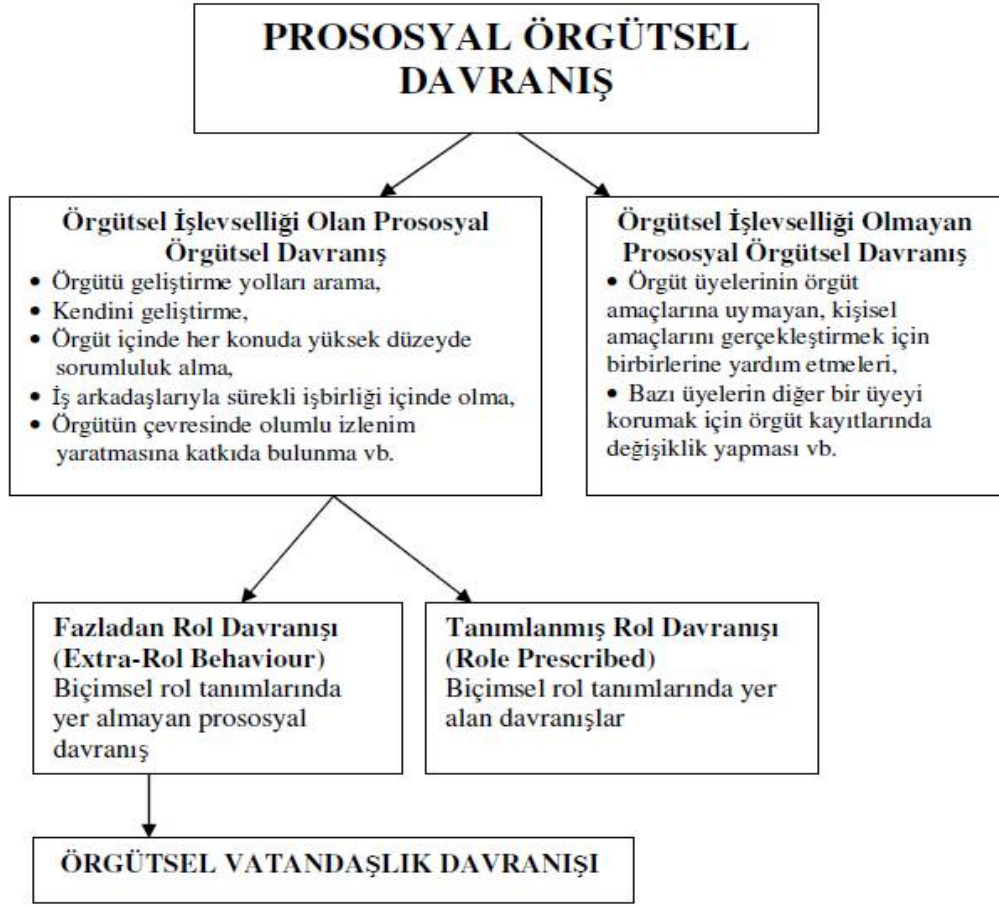 PROSOSYAL ÖRGÜTSEL
DAVRANIŞ
Örgütsel İşlevselliği Olan Prososyal
Örgütsel Davranış
• Örgütü geliştirme yolları arama,
• Kendini geliştirme,
• Örgüt içinde her konuda yüksek düzeyde
sorumluluk alma,
• İş arkadaşlarıyla sürekli işbirliği içinde olma,
• Örgütün çevresinde olumlu izlenim
yaratmasına katkıda bulunma vb.
Örgütsel İşlevselliği Olmayan
Prososyal Örgütsel Davranış
• Örgüt üyelerinin örgüt
amaçlarına uymayan, kişisel
amaçlarını gerçekleştirmek için
birbirlerine yardım etmeleri,
• Bazı üyelerin diğer bir üyeyi
korumak için örgüt kayıtlarında
değişiklik yapması vb.
Fazladan Rol Davranışı
(Extra-Rol Behaviour)
Biçimsel rol tanımlarında
yer almayan prososyal
davranış
Tanımlanmış Rol Davranışı
(Role Prescribed)
Biçimsel rol tanımlarında yer
alan davranışlar
ÖRGÜTSEL VATANDAŞLIK DAVRANIŞI